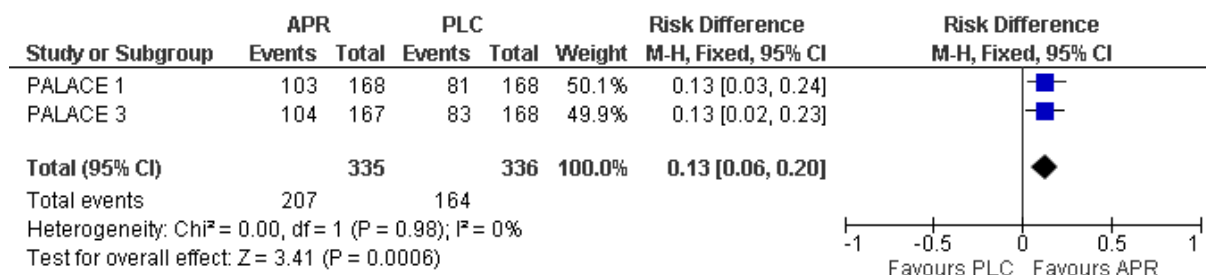 APR PLC Risk Difference Risk Difference
Study or Subgroup Events Total Events Total Weight M-H, Fixed, 95% CI M-H, Fixed, 95% CI
PALACE 1 103 168 81 168 50.1% 0.13 [0.03, 0.24]
PALACE 3 104 167 83 168 49.9% 0.13 [0.02, 0.23]
Total (95% CI) 335 336 100.0% 0.13 [0.06, 0.20]
Total events 207 164
Heterogeneity: Chi² = 0.00, df = 1 (P = 0.98); I² = 0%
Test for overall effect: Z = 3.41 (P = 0.0006)
-1 -0.5 0 0.5 1
Favours PLC Favours APR